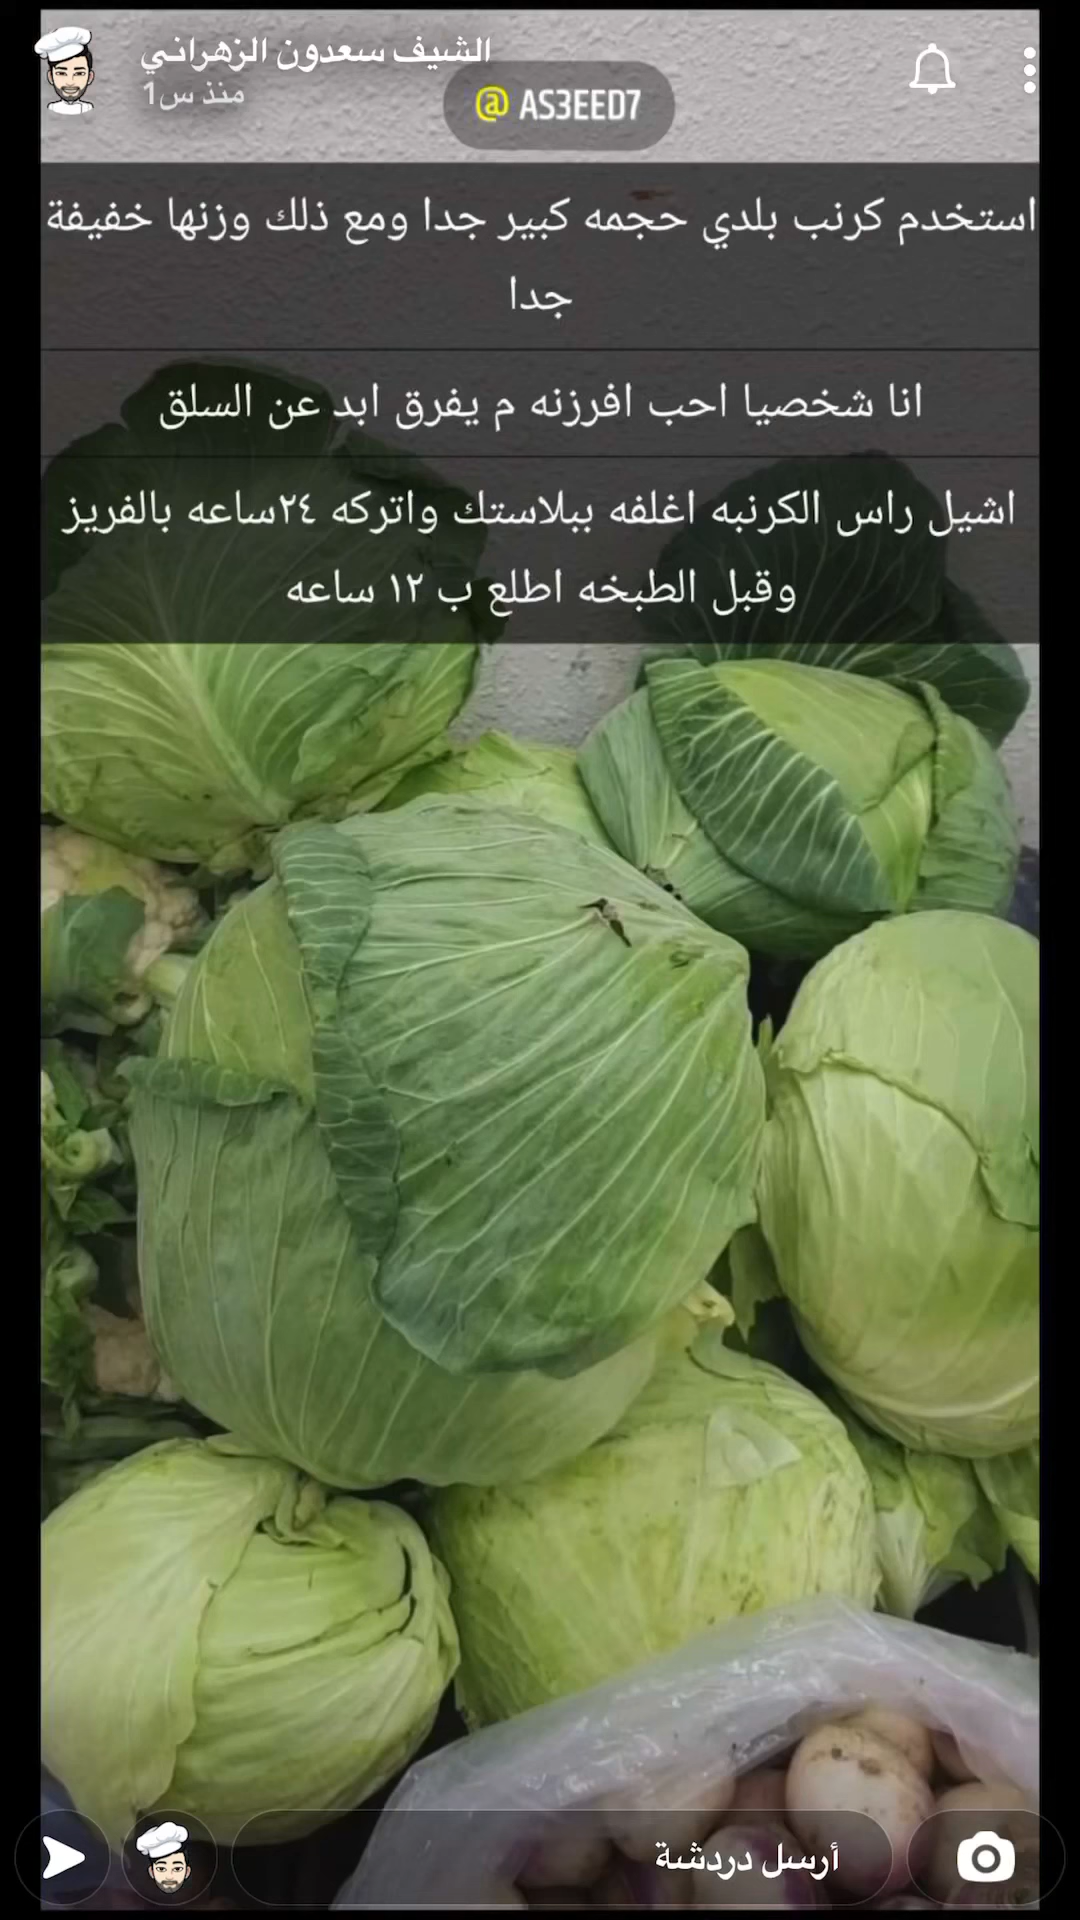 الشيف سعدون الزهراني
منذ س1
@ AS3EED7
استخدم كرنب بلدي حجمه كبير جدا ومع ذلك وزنها خفيفة
جدا
انا شخصيا احب افرزنه م يفرق ابد عن السلق
اشيل راس الكرنبه اغلفه ببلاستك واتركه ٢٤ساعه بالفريز
وقبل الطبخه اطلع ب ١٢ ساعه
أرسل دردشة